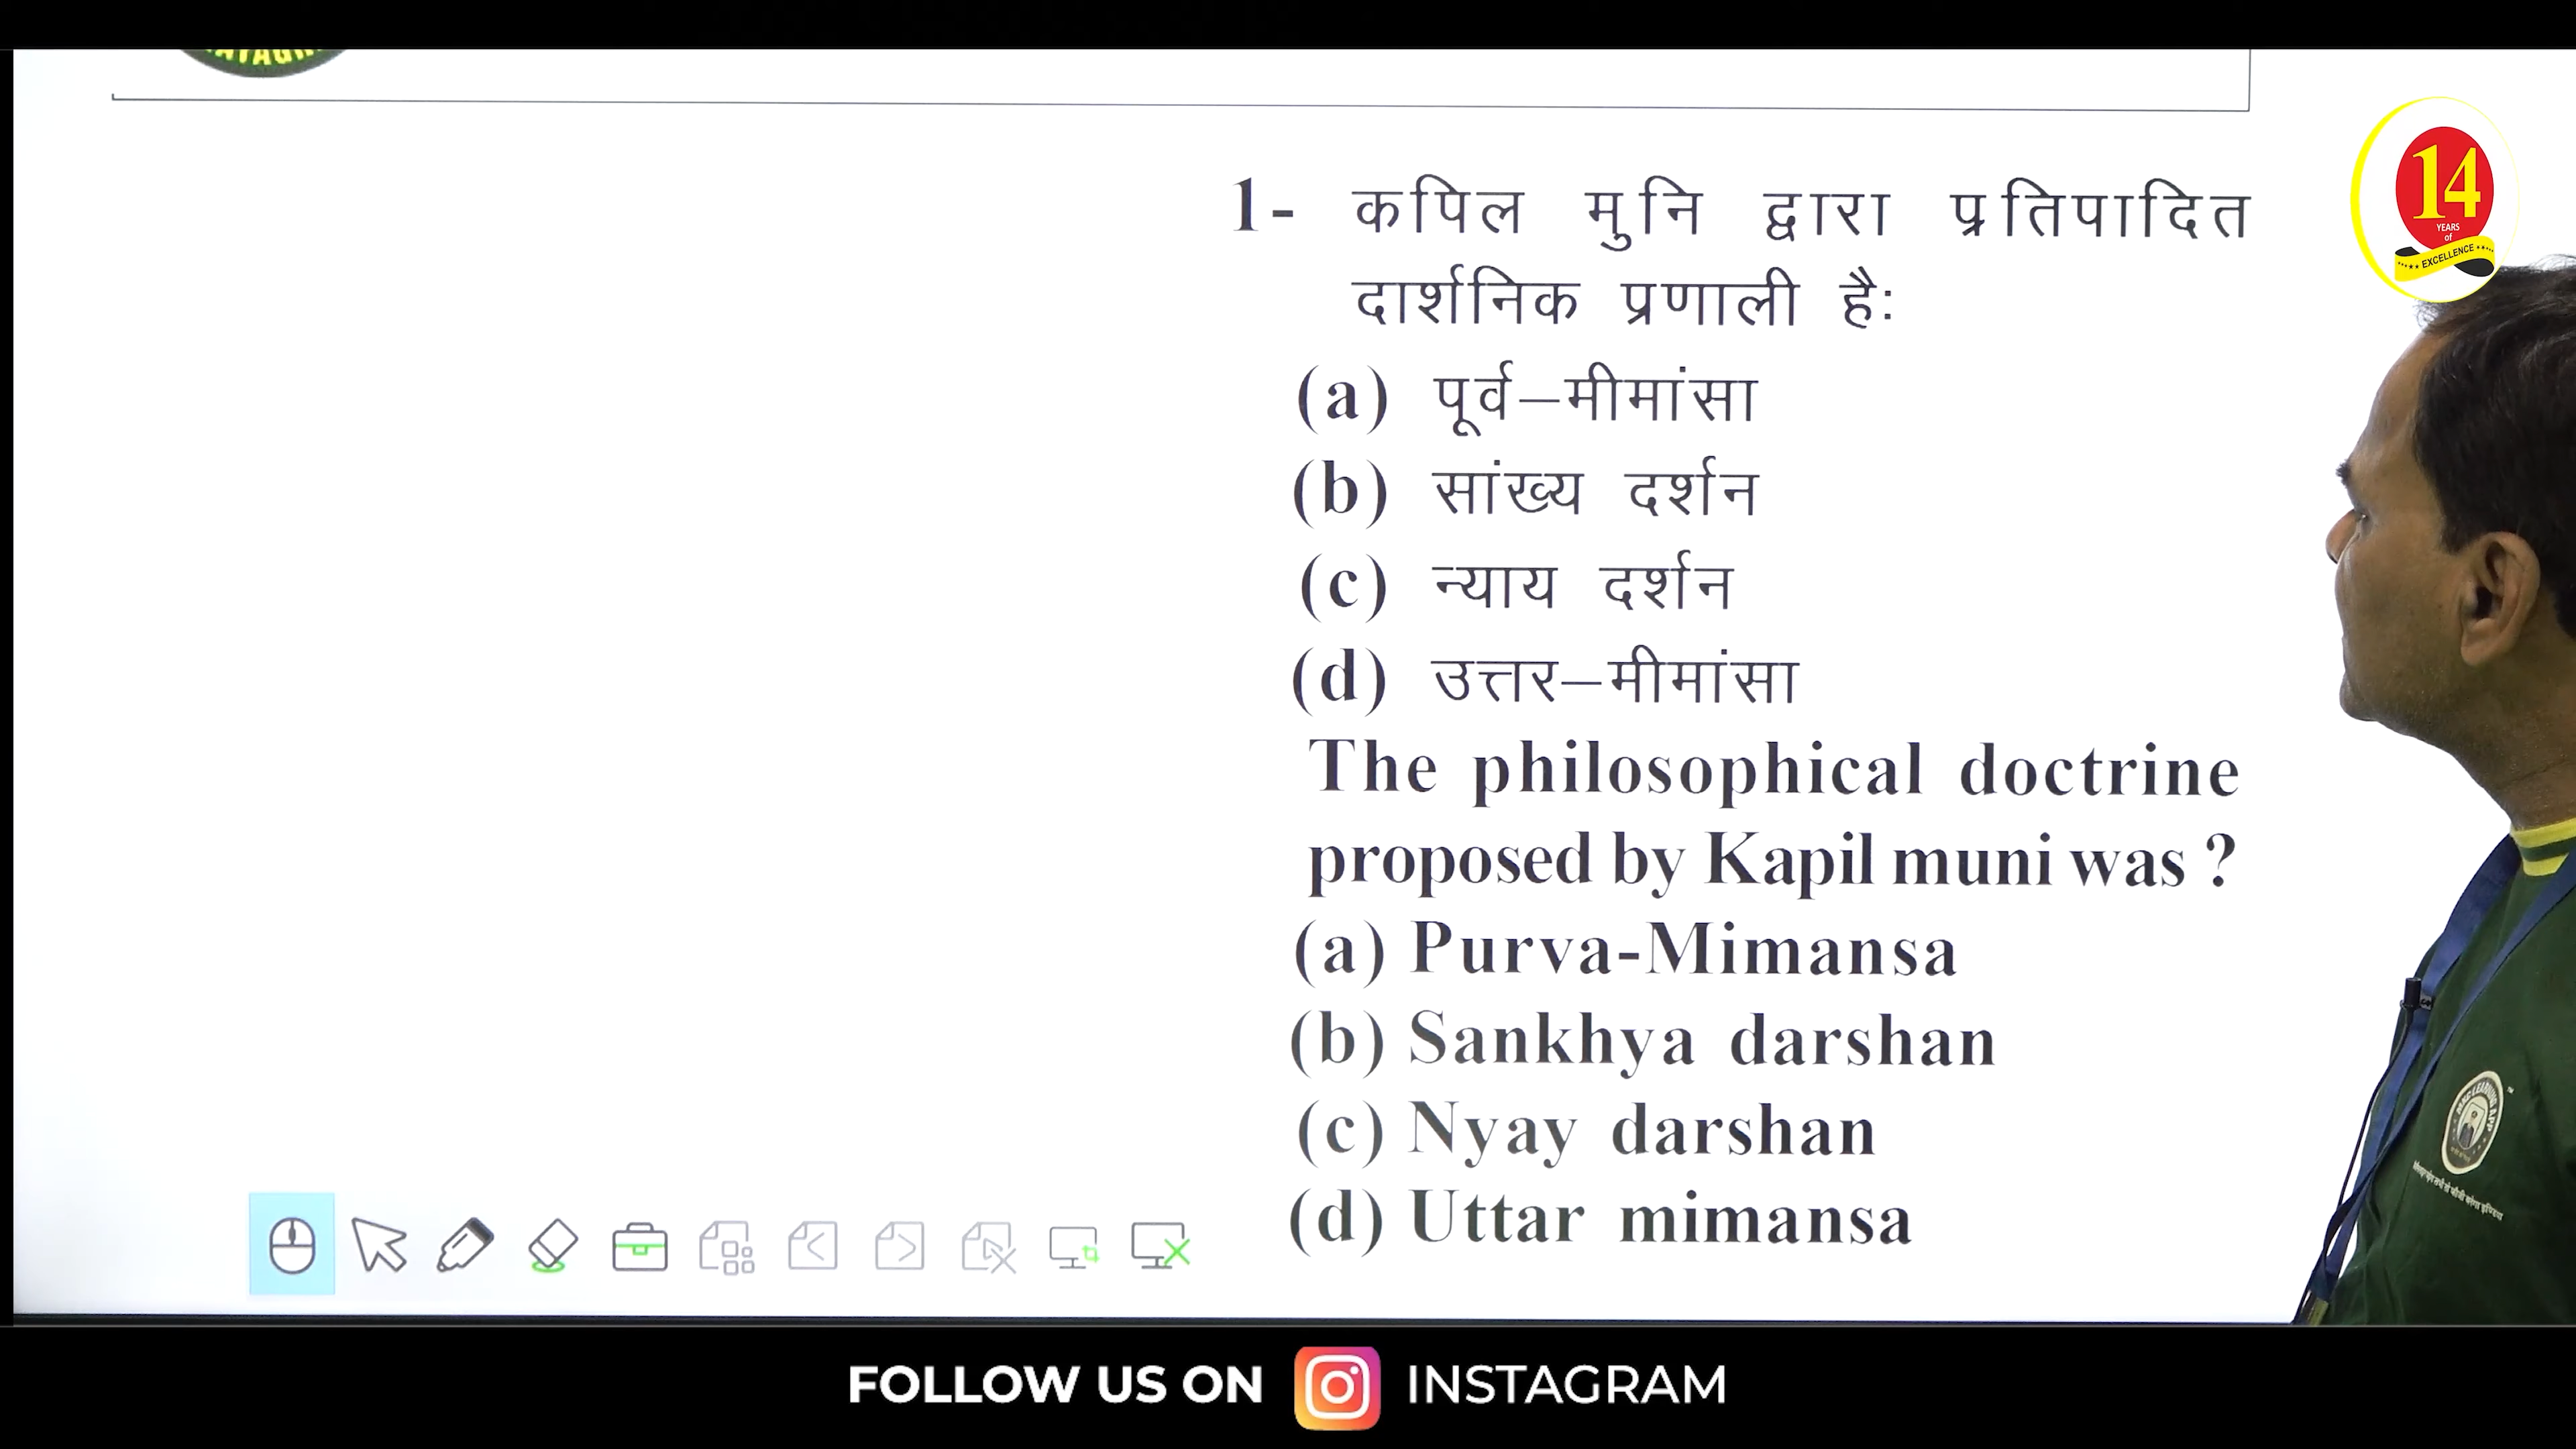 1- कपिल मुनि द्वारा प्रतिपादित
दार्शनिक प्रणाली है:
(a) पूर्व–मीमांसा
(b) सांख्य दर्शन
(c) न्याय दर्शन
(d) उत्तर–मीमांसा
The philosophical doctrine
proposed by Kapil muni was ?
(a) Purva-Mimansa
(b) Sankhya darshan
(c) Nyay darshan
(d) Uttar mimansa
14
YEARS
of
EXCELLENCE
FOLLOW US ON INSTAGRAM